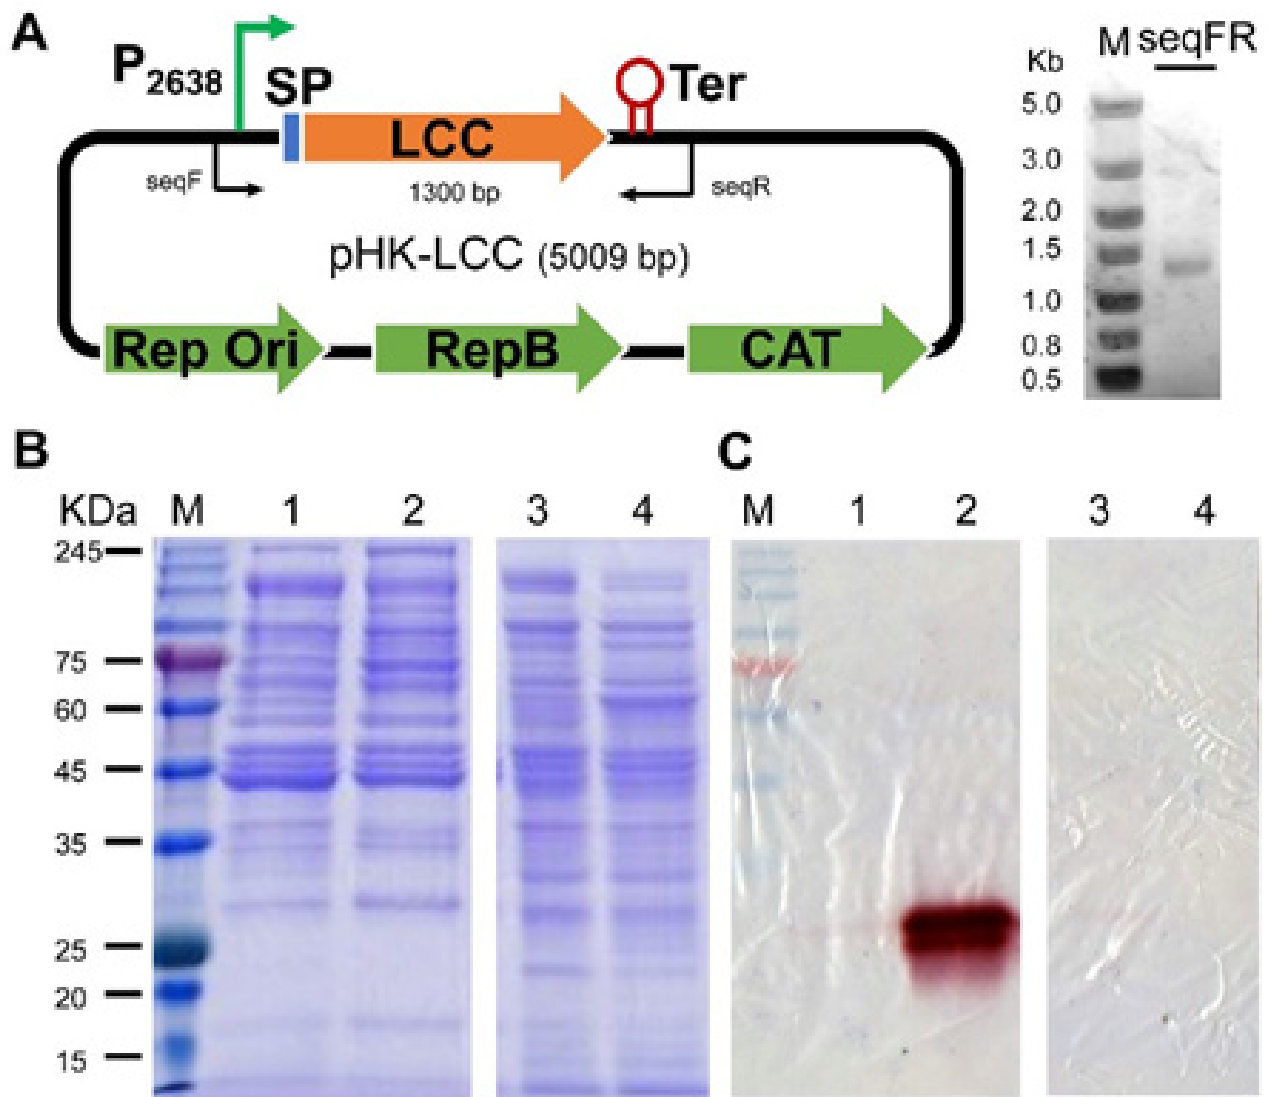 A
P2638
SP
LCC
Ter
seqF
1300 bp
seqR
pHK-LCC (5009 bp)
Rep Ori
RepB
CAT
Kb
M seqFR
5.0
3.0
2.0
1.5
1.0
0.8
0.5
B
KDa M 1 2 3 4
245
75
60
45
35
25
20
15
C
M 1 2 3 4